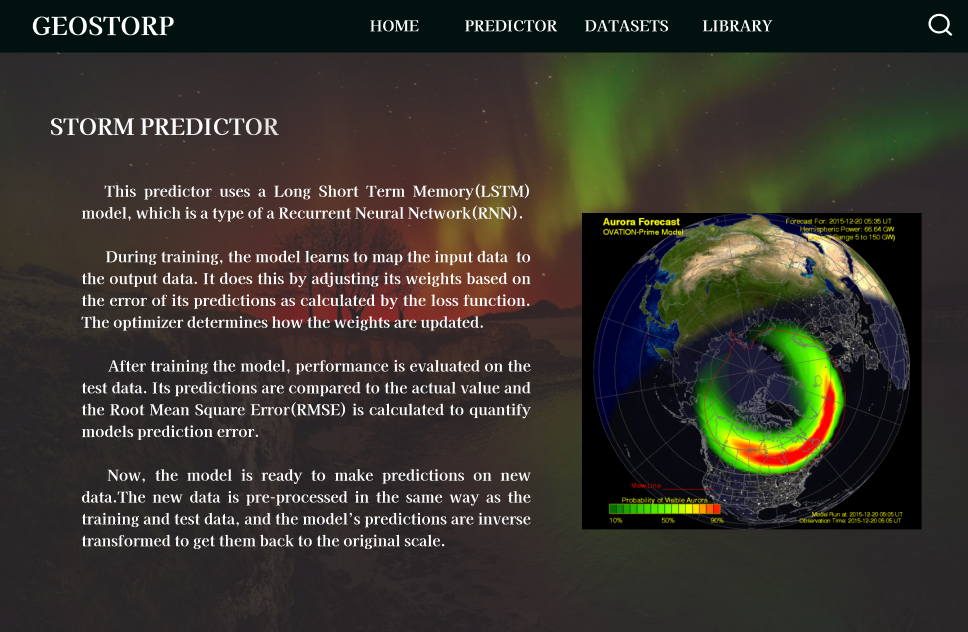 GEOSTORP
HOME
PREDICTOR
DATASETS
LIBRARY
STORM PREDICTOR
This predictor uses a Long Short Term Memory(LSTM)
model, which is a type of a Recurrent Neural Network(RNN).
During training, the model learns to map the input data to
the output data. It does this by adjusting its weights based on
the error of its predictions as calculated by the loss function.
The optimizer determines how the weights are updated.
After training the model, performance is evaluated on the
test data. Its predictions are compared to the actual value and
the Root Mean Square Error(RMSE) is calculated to quantify
models prediction error.
Now, the model is ready to make predictions on new
data.The new data is pre-processed in the same way as the
training and test data, and the model's predictions are inverse
transformed to get them back to the original scale.
Aurora Forecast
OVATION-Prime Model
Forecast For: 2015-12-20 05:35 UT
Hemispheric Power: 66.64 GW
Range 5 to 150 GW)
View Line
Probability of Visible Aurora
10% 50% 90%
Model Run at: 2015-12-20 05:05 UT
Observation Time: 2015-12-20 05:05 UT